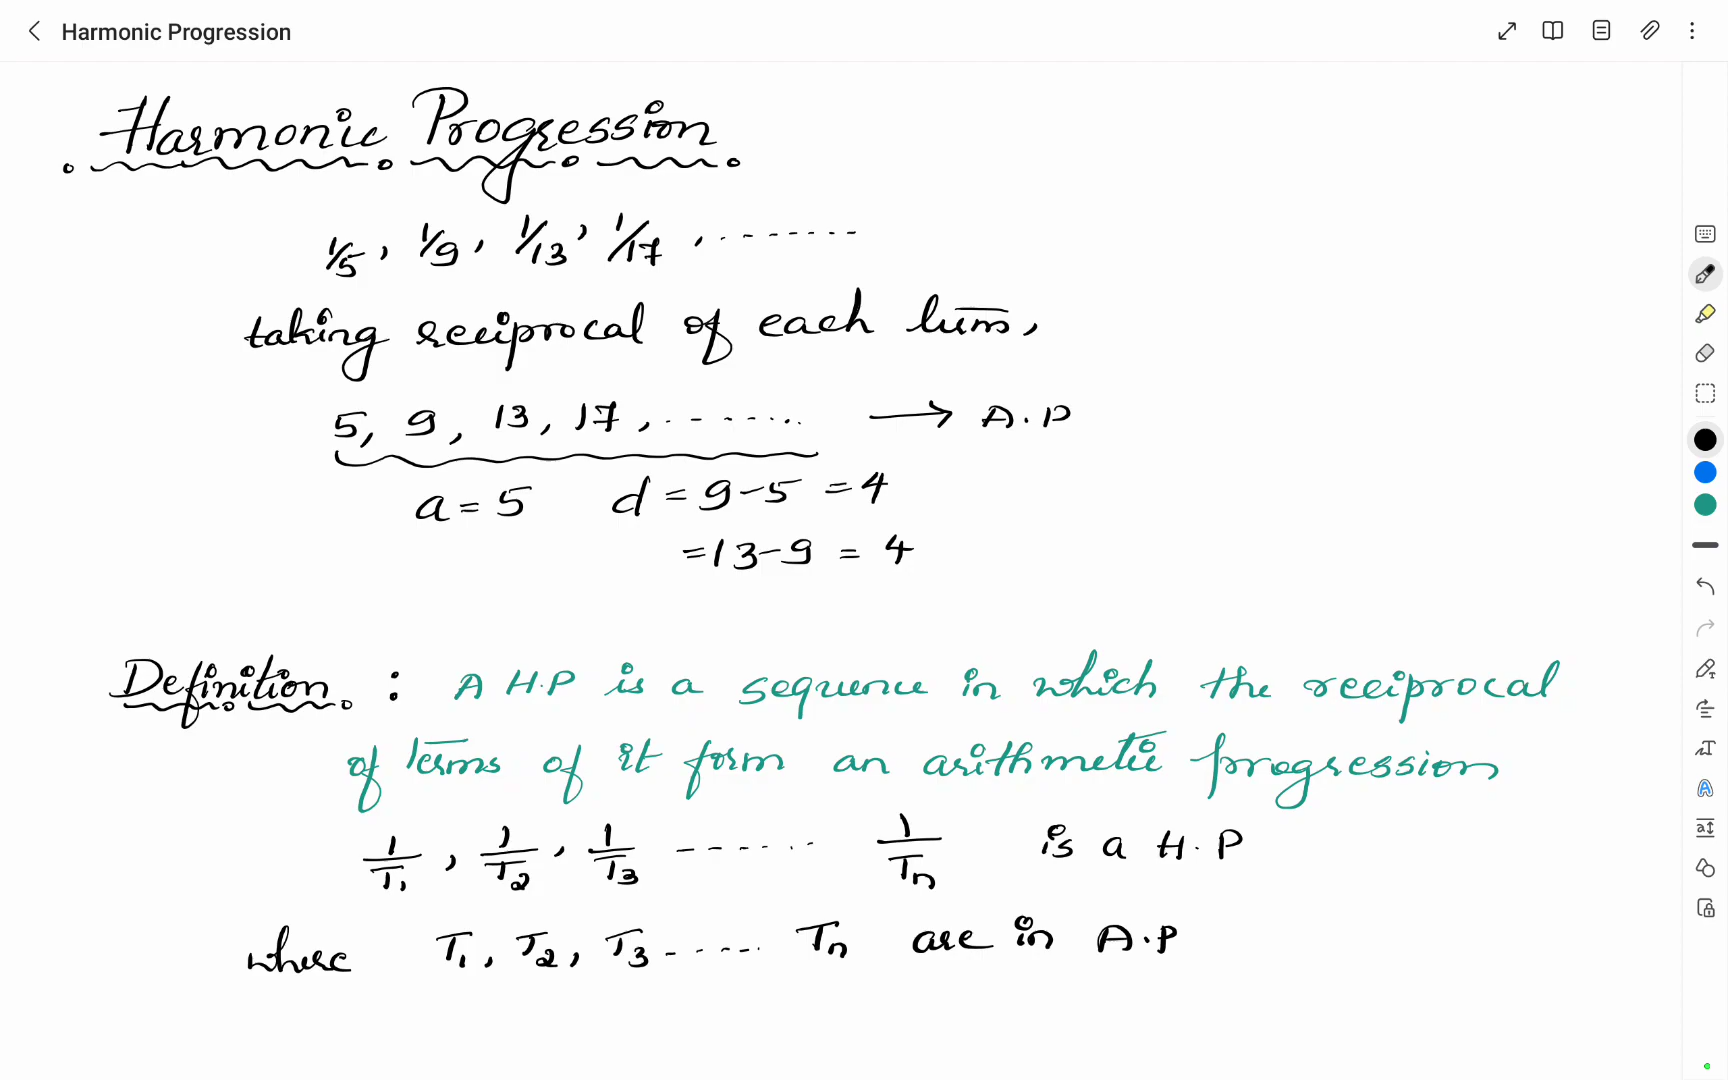 Harmonic Progression
Harmonic Progression
1/5, 1/9, 1/13, 1/17, ........
taking reciprocal of each term,
5, 9, 13, 17, ....... → A.P
a = 5 d = 9-5 = 4
= 13-9 = 4
Definition : A H.P is a sequence in which the reciprocal
of terms of it form an arithmetic progression
1/T₁, 1/T₂, 1/T₃ ....... 1/Tₙ is a H.P
where T₁, T₂, T₃ ...... Tₙ are in A.P